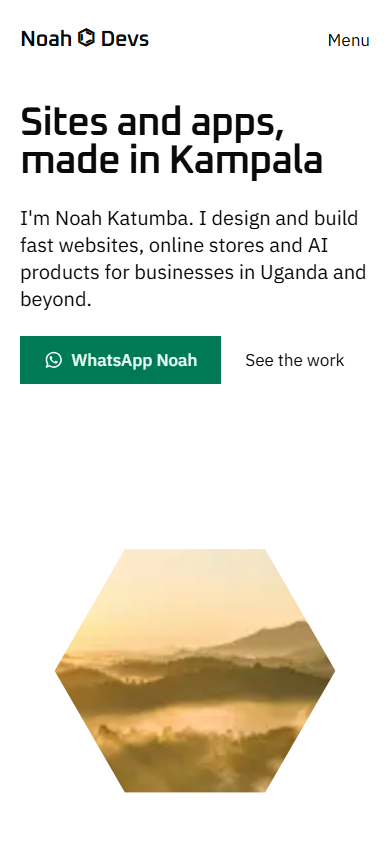 Noah Devs
Menu
Sites and apps,
made in Kampala
I'm Noah Katumba. I design and build
fast websites, online stores and AI
products for businesses in Uganda and
beyond.
WhatsApp Noah
See the work